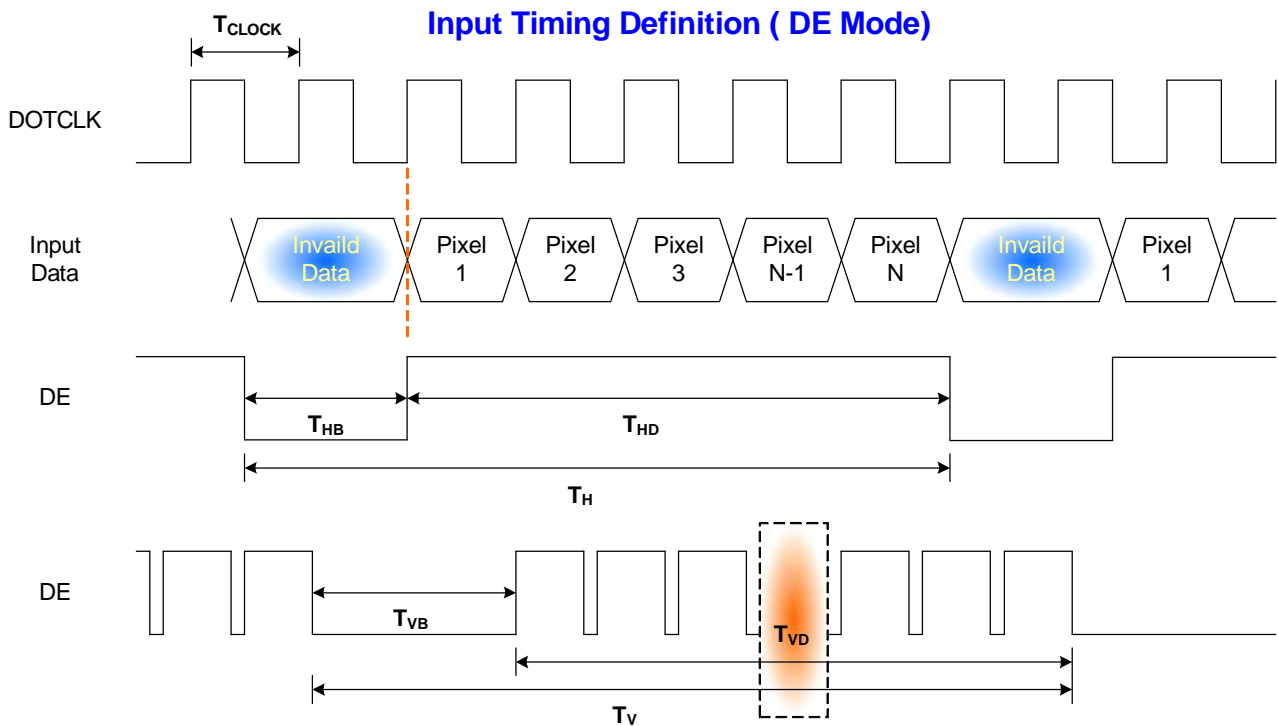 Input Timing Definition ( DE Mode)
TCLOCK
DOTCLK
Input
Data
Invaild
Data
Pixel
1
Pixel
2
Pixel
3
Pixel
N-1
Pixel
N
Invaild
Data
Pixel
1
DE
THB
THD
TH
DE
TVB
TVD
TV